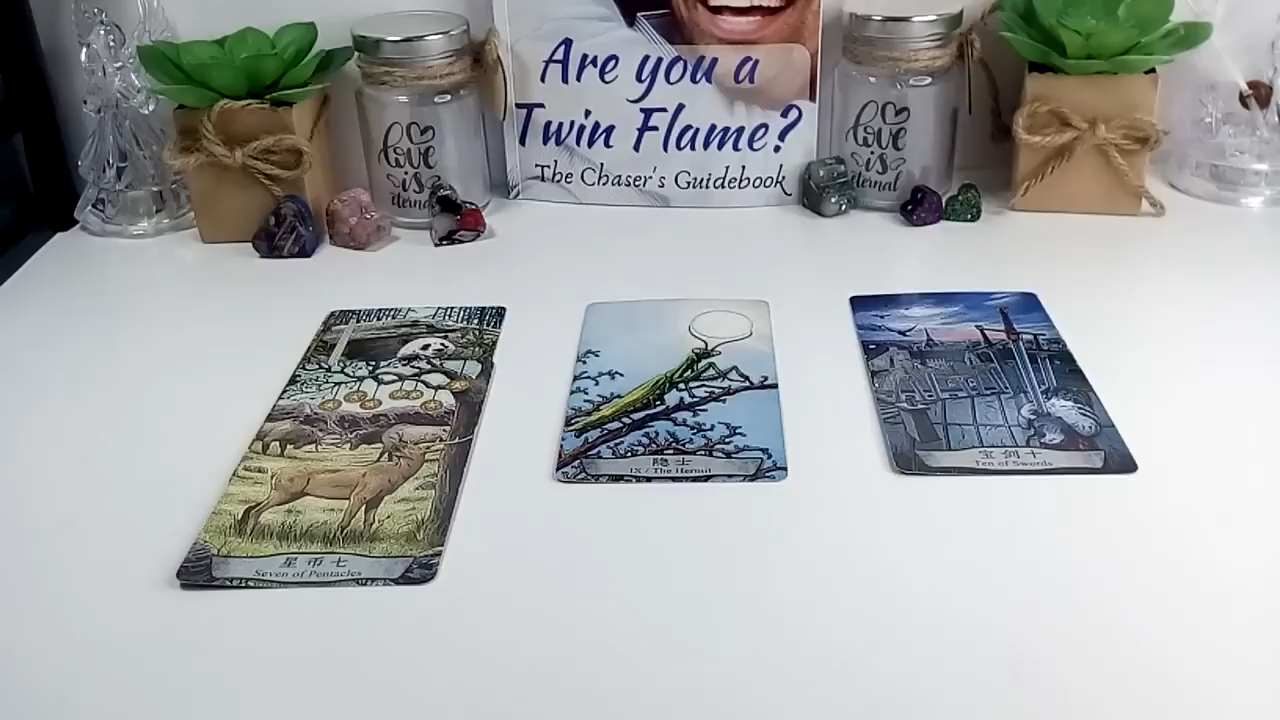 Are you a
Twin Flame?
The Chaser's Guidebook
love
is
eternal
love
is
eternal
星币七
Seven of Pentacles
隐士
IX / The Hermit
宝剑十
Ten of Swords